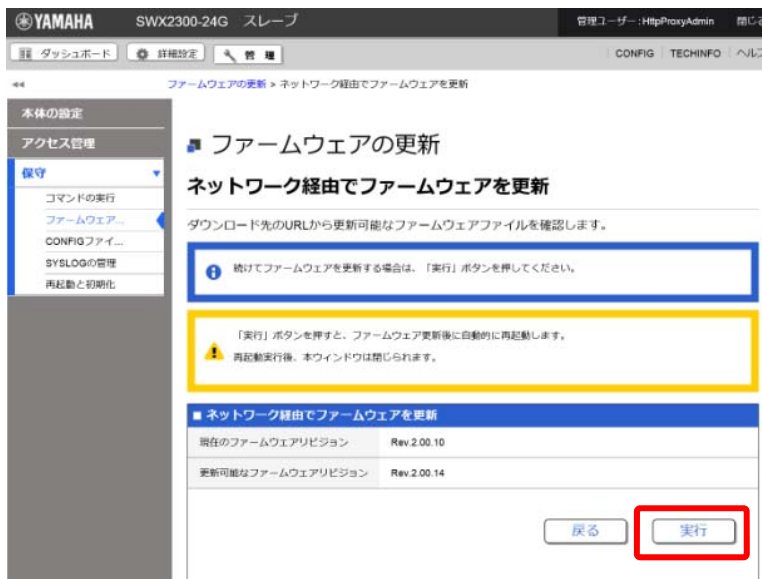 YAMAHA SWX2300-24G スレーブ 管理ユーザー:HttpProxyAdmin
ダッシュボード 詳細設定 管理 CONFIG TECHINFO
ファームウェアの更新 » ネットワーク経由でファームウェアを更新
本体の設定
アクセス管理
保守
コマンドの実行
ファームウェア...
CONFIGファイ...
SYSLOGの管理
再起動と初期化
ファームウェアの更新
ネットワーク経由でファームウェアを更新
ダウンロード先のURLから更新可能なファームウェアファイルを確認します。
続けてファームウェアを更新する場合は、「実行」ボタンを押してください。
「実行」ボタンを押すと、ファームウェア更新後に自動的に再起動します。
再起動実行後、本ウィンドウは閉じられます。
■ ネットワーク経由でファームウェアを更新
現在のファームウェアリビジョン Rev.2.00.10
更新可能なファームウェアリビジョン Rev.2.00.14
戻る 実行